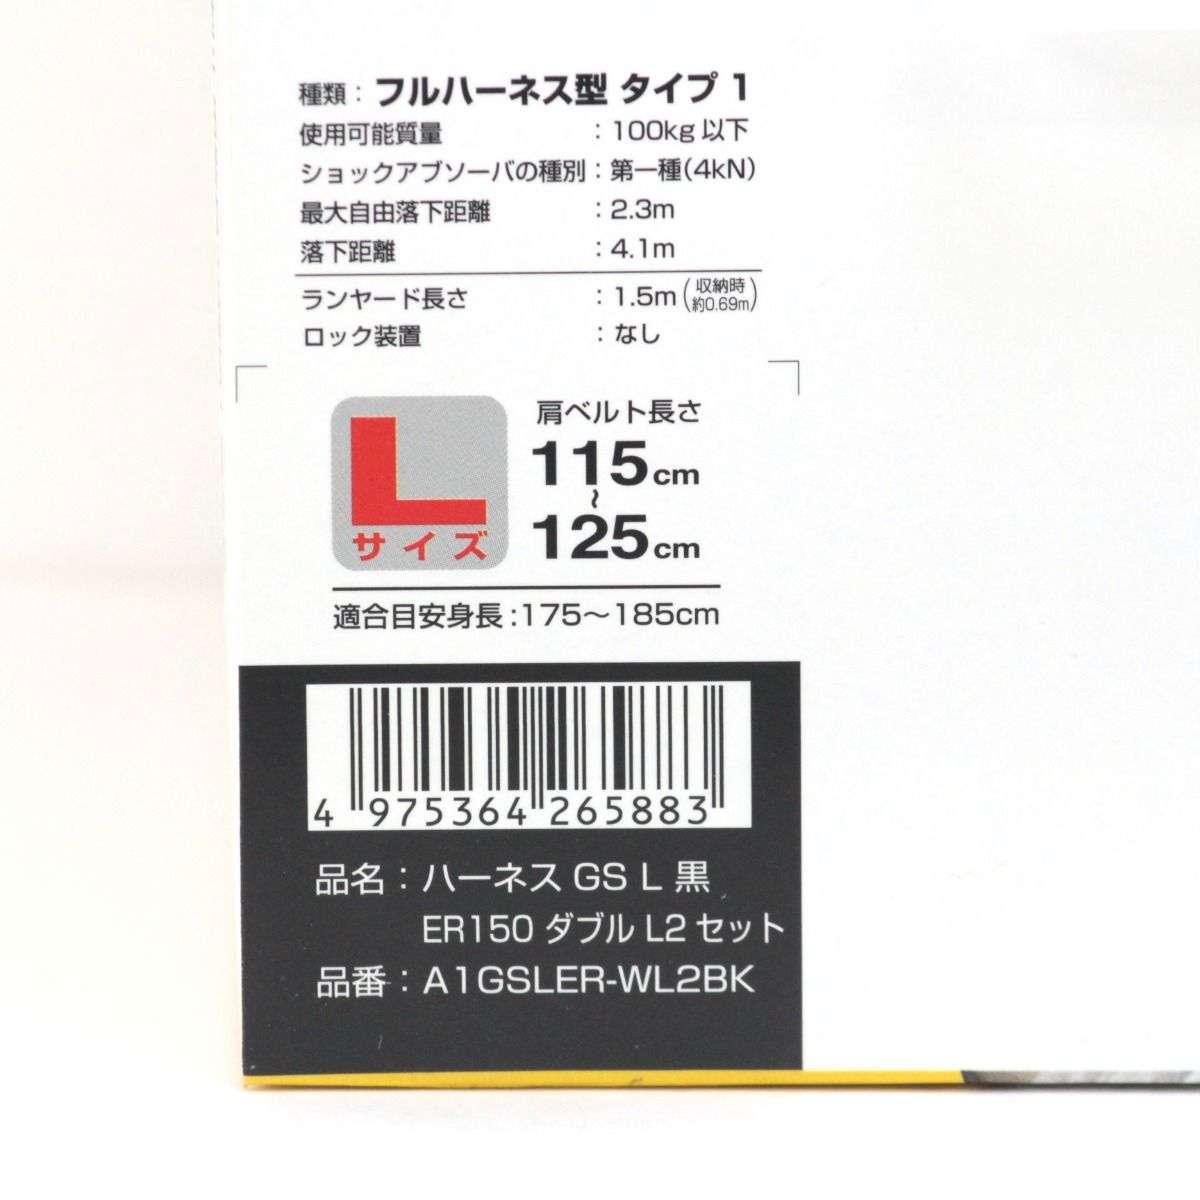 種類：フルハーネス型 タイプ 1
使用可能質量：100kg 以下
ショックアブソーバの種別：第一種(4kN)
最大自由落下距離：2.3m
落下距離：4.1m
ランヤード長さ：1.5m(収納時 約0.69m)
ロック装置：なし
L
サイズ
肩ベルト長さ
115cm
~
125cm
適合目安身長：175～185cm
4 975364 265883
品名：ハーネス GS L 黒
ER150 ダブル L2 セット
品番：A1GSLER-WL2BK